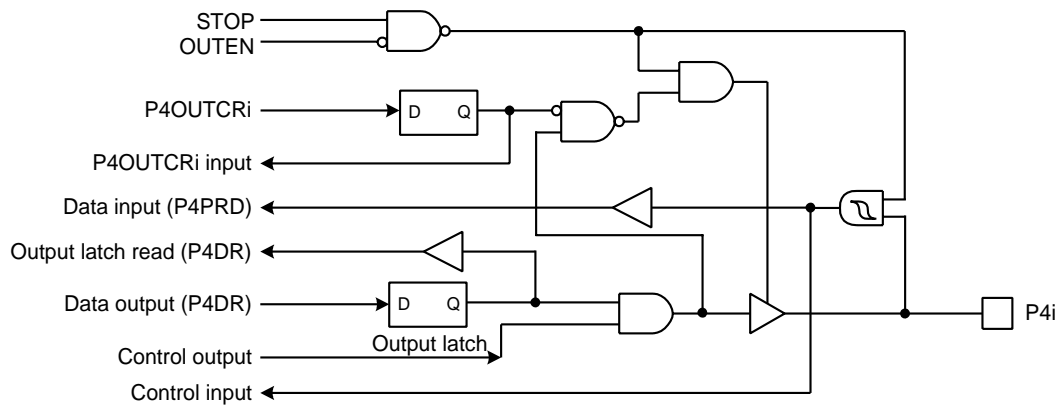 STOP
OUTEN
P4OUTCRi
D Q
P4OUTCRi input
Data input (P4PRD)
Output latch read (P4DR)
Data output (P4DR)
D Q
P4i
Output latch
Control output
Control input